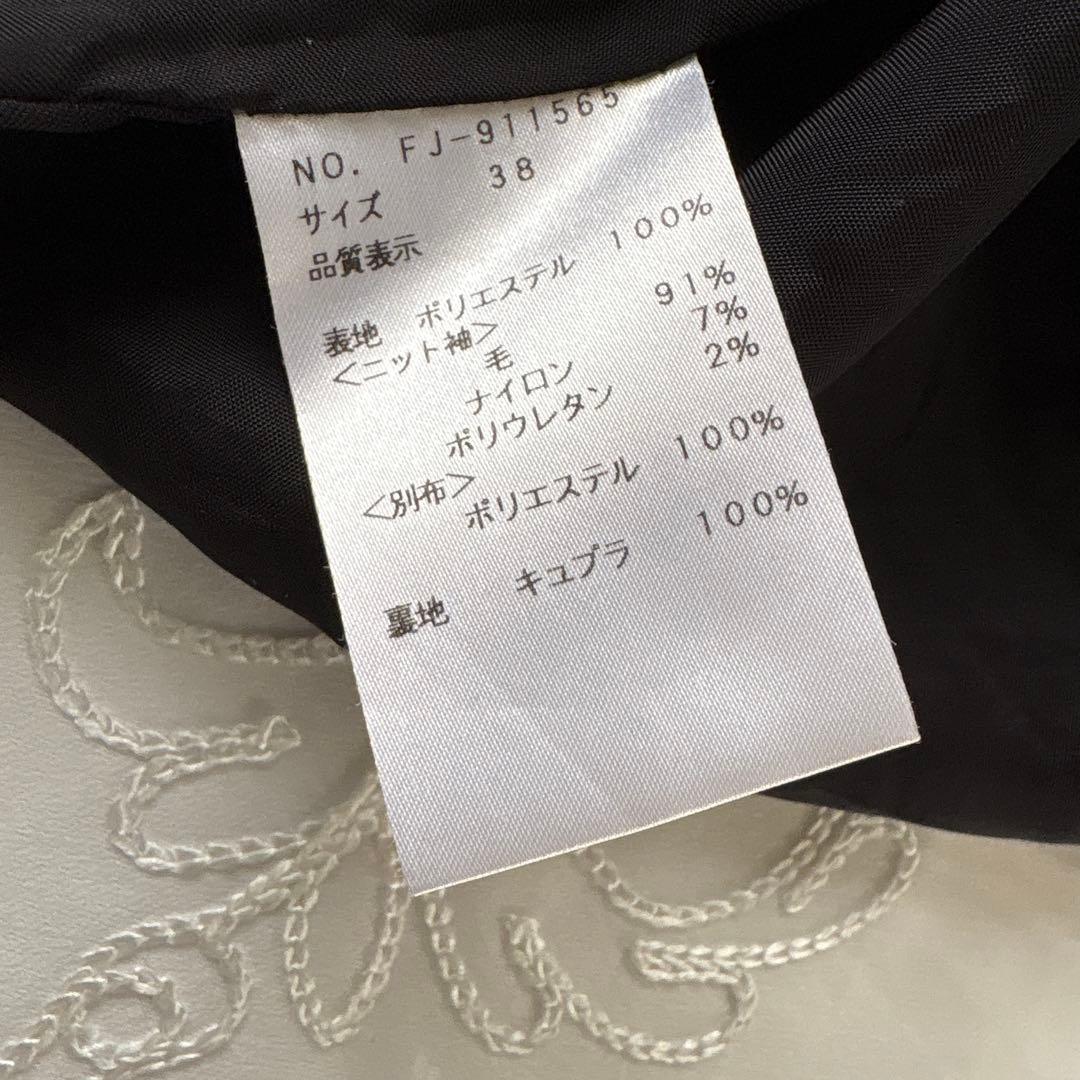 NO. FJ-911565
サイズ 38
品質表示
表地 ポリエステル 100%
<ニット袖>
毛 91%
ナイロン 7%
ポリウレタン 2%
<別布>
ポリエステル 100%
裏地 キュプラ 100%